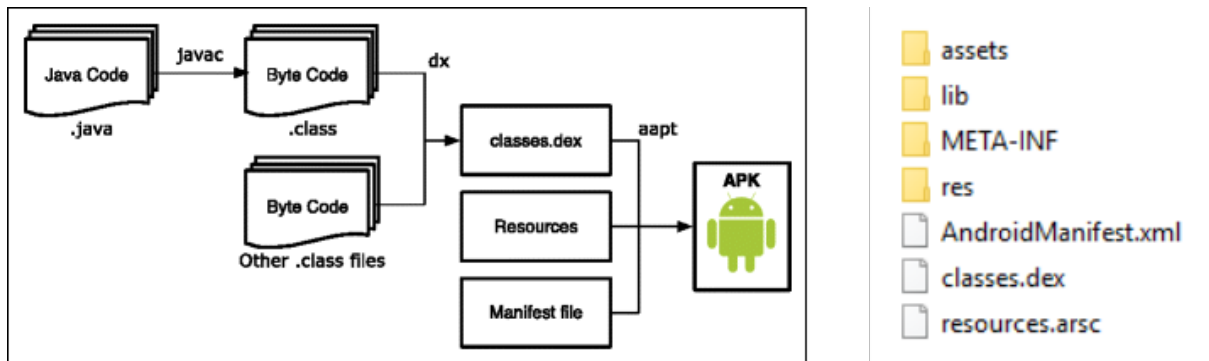 Java Code
.java
javac
Byte Code
.class
dx
Byte Code
Other .class files
classes.dex
Resources
Manifest file
aapt
APK
assets
lib
META-INF
res
AndroidManifest.xml
classes.dex
resources.arsc